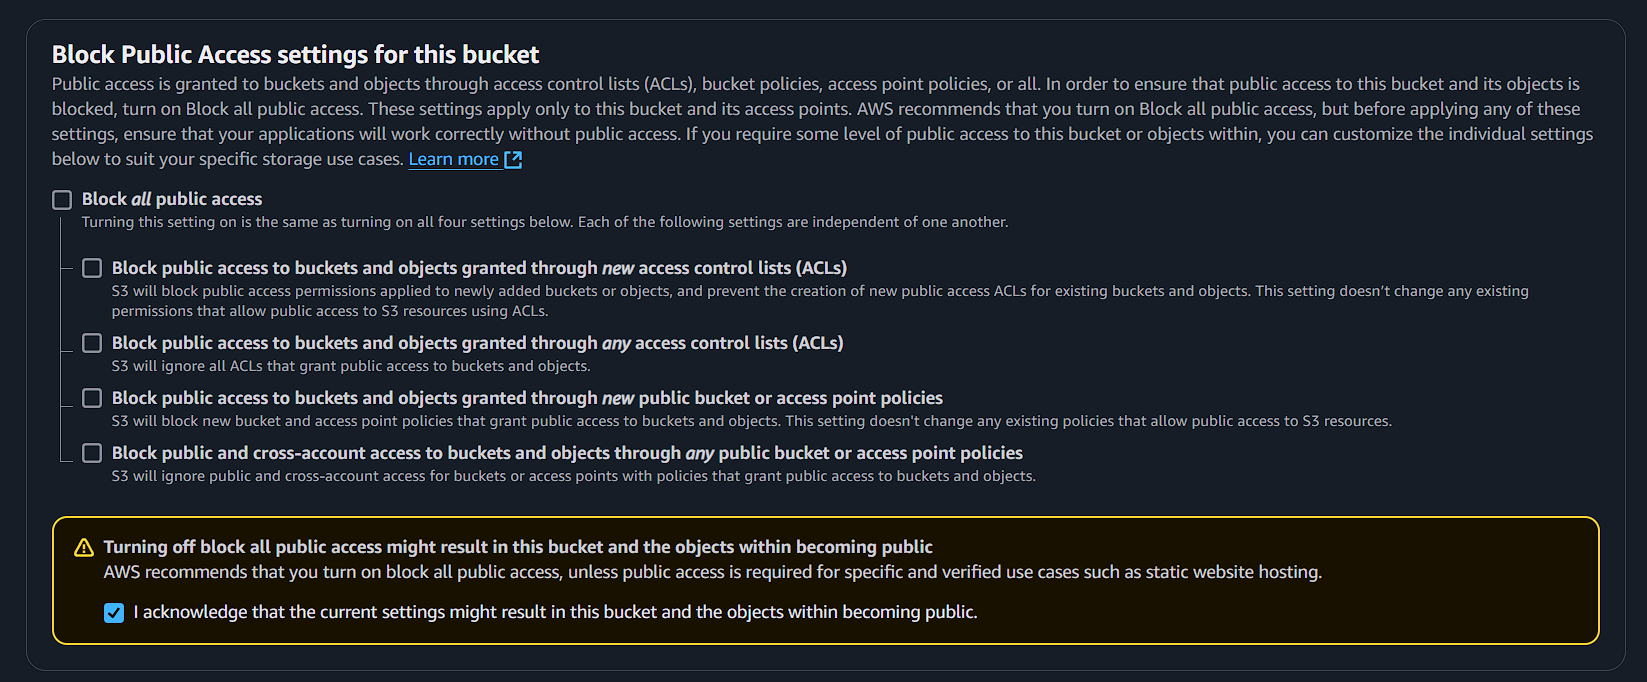 Block Public Access settings for this bucket
Public access is granted to buckets and objects through access control lists (ACLs), bucket policies, access point policies, or all. In order to ensure that public access to this bucket and its objects is
blocked, turn on Block all public access. These settings apply only to this bucket and its access points. AWS recommends that you turn on Block all public access, but before applying any of these
settings, ensure that your applications will work correctly without public access. If you require some level of public access to this bucket or objects within, you can customize the individual settings
below to suit your specific storage use cases. Learn more
Block all public access
Turning this setting on is the same as turning on all four settings below. Each of the following settings are independent of one another.
Block public access to buckets and objects granted through new access control lists (ACLs)
S3 will block public access permissions applied to newly added buckets or objects, and prevent the creation of new public access ACLs for existing buckets and objects. This setting doesn’t change any existing
permissions that allow public access to S3 resources using ACLs.
Block public access to buckets and objects granted through any access control lists (ACLs)
S3 will ignore all ACLs that grant public access to buckets and objects.
Block public access to buckets and objects granted through new public bucket or access point policies
S3 will block new bucket and access point policies that grant public access to buckets and objects. This setting doesn't change any existing policies that allow public access to S3 resources.
Block public and cross-account access to buckets and objects through any public bucket or access point policies
S3 will ignore public and cross-account access for buckets or access points with policies that grant public access to buckets and objects.
Turning off block all public access might result in this bucket and the objects within becoming public
AWS recommends that you turn on block all public access, unless public access is required for specific and verified use cases such as static website hosting.
I acknowledge that the current settings might result in this bucket and the objects within becoming public.